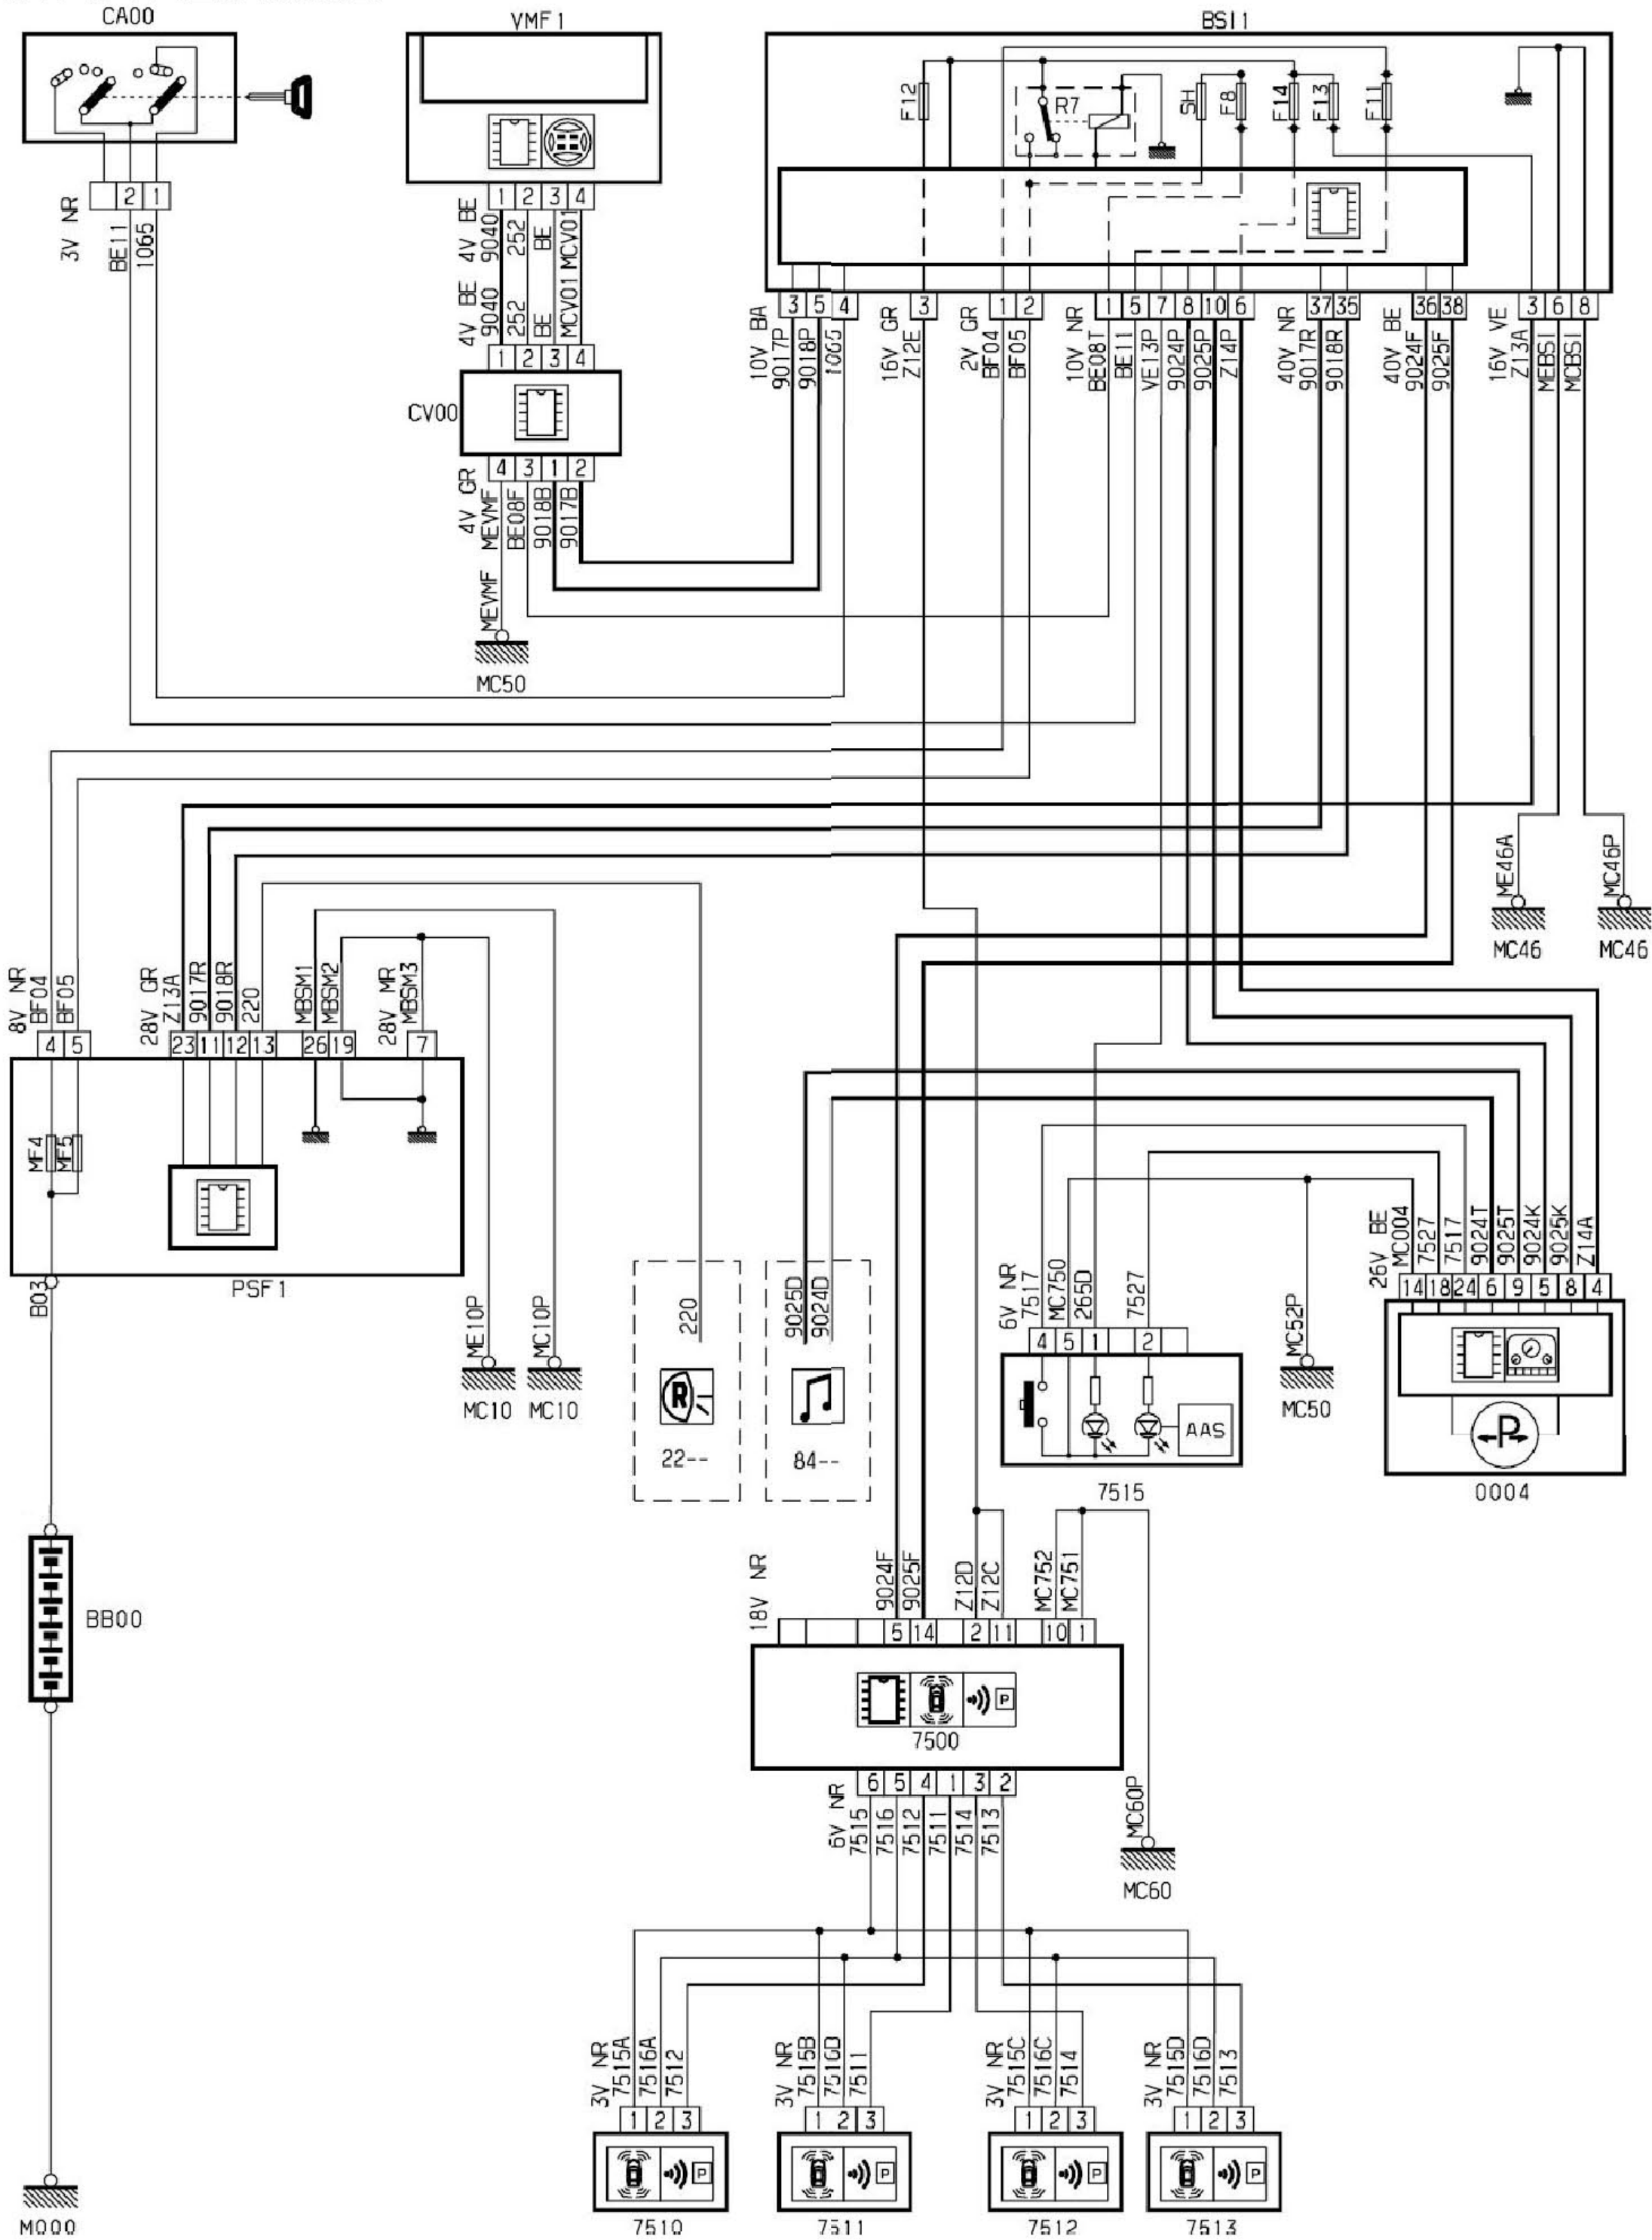 CA00
VMF1
BSI1
F12
R7
SH
F8
F14
F13
F11
2 1
3V NR
BE11
1065
1 2 3 4
4V BE
9040
252
BE
MCV01
4V BE
9040
252
BE
MCV01
1 2 3 4
CV00
4 3 1 2
4V GR
MEVMF
BE08F
9018B
9017B
MEVMF
MC50
3 5 4
10V BA
9017P
9018P
3
16V GR
Z12E
1 2
2V GR
BF04
BF05
1 5 7 8 10 6
10V NR
BE08T
BE11
VE13P
9024P
9025P
Z14P
37 35
40V NR
9017R
9018R
36 38
40V BE
9024F
9025F
3 6 8
16V VE
Z13A
MEBSI
MCBSI
ME46A
MC46P
MC46
MC46
8V NR
BF04
BF05
28V GR
Z13A
9017R
9018R
220
MBSM1
MBSM2
28V MR
MBSM3
4 5
23 11 12 13
26 19
7
MF4
MF5
PSF1
B03
ME10P
MC10P
MC10
MC10
220
R
22--
9025D
9024D
84--
6V NR
7517
MC750
265D
7527
4 5 1 2
AAS
7515
MC52P
MC50
26V BE
MC004
7527
7517
9024T
9025T
9024K
9025K
Z14A
14 18 24 6 9 5 8 4
P
0004
BB00
18V NR
9024F
9025F
Z12D
Z12C
MC752
MC751
5 14 2 11 10 1
P
7500
6 5 4 1 3 2
6V NR
7515
7516
7512
7511
7514
7513
MC60P
MC60
3V NR
7515A
7516A
7512
3V NR
7515B
7511
3V NR
7515C
7516C
7514
3V NR
7515D
7516D
7513
1 2 3
1 2 3
1 2 3
1 2 3
P
P
P
P
M000
7510
7511
7512
7513